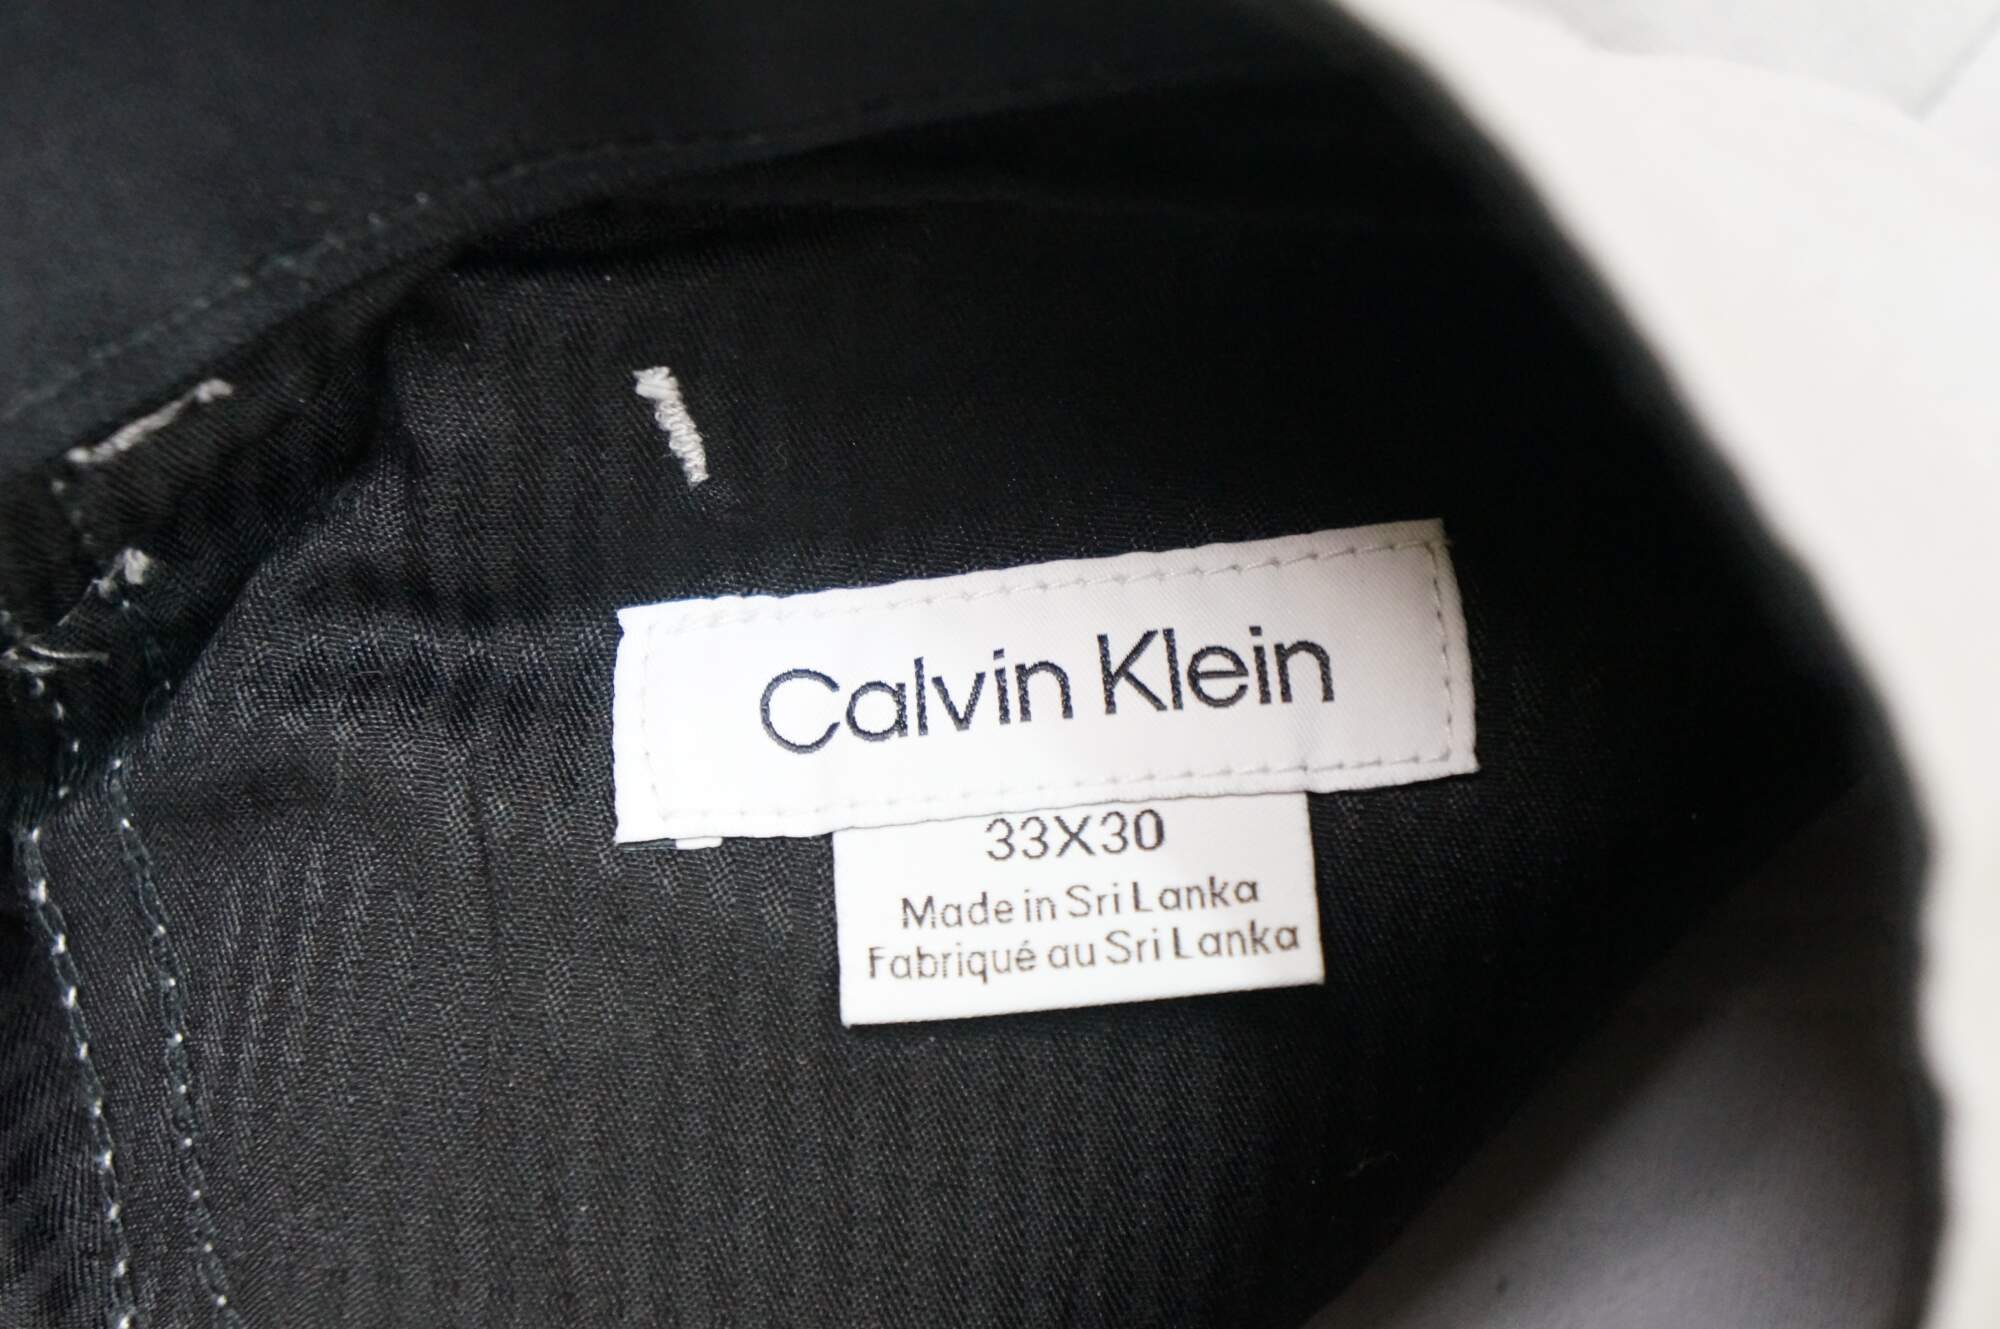 Calvin Klein
33X30
Made in Sri Lanka
Fabriqué au Sri Lanka